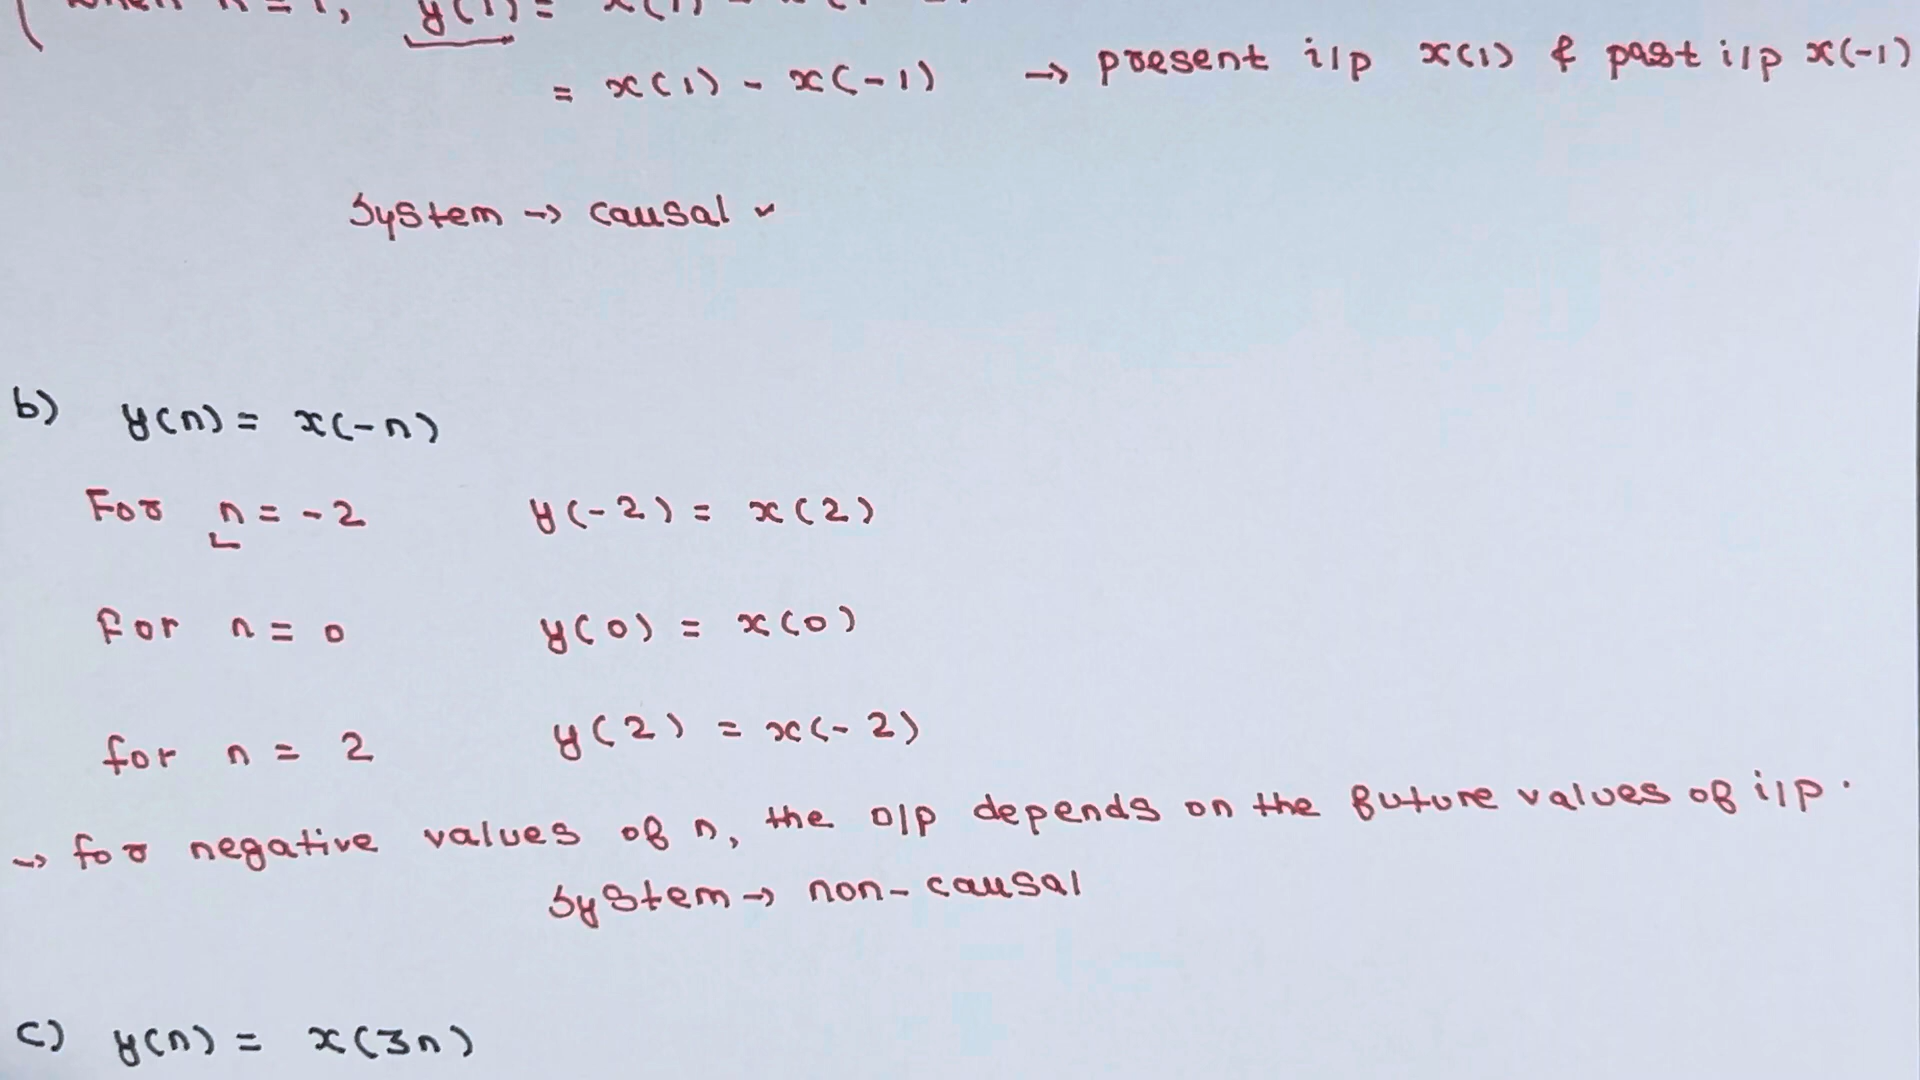 y(1) =
= x(1) - x(-1) → present i/p x(1) & past i/p x(-1)
System → causal ✓
b) y(n) = x(-n)
For n = -2 y(-2) = x(2)
for n = 0 y(0) = x(0)
for n = 2 y(2) = x(-2)
→ for negative values of n, the o/p depends on the future values of i/p.
System → non-causal
c) y(n) = x(3n)